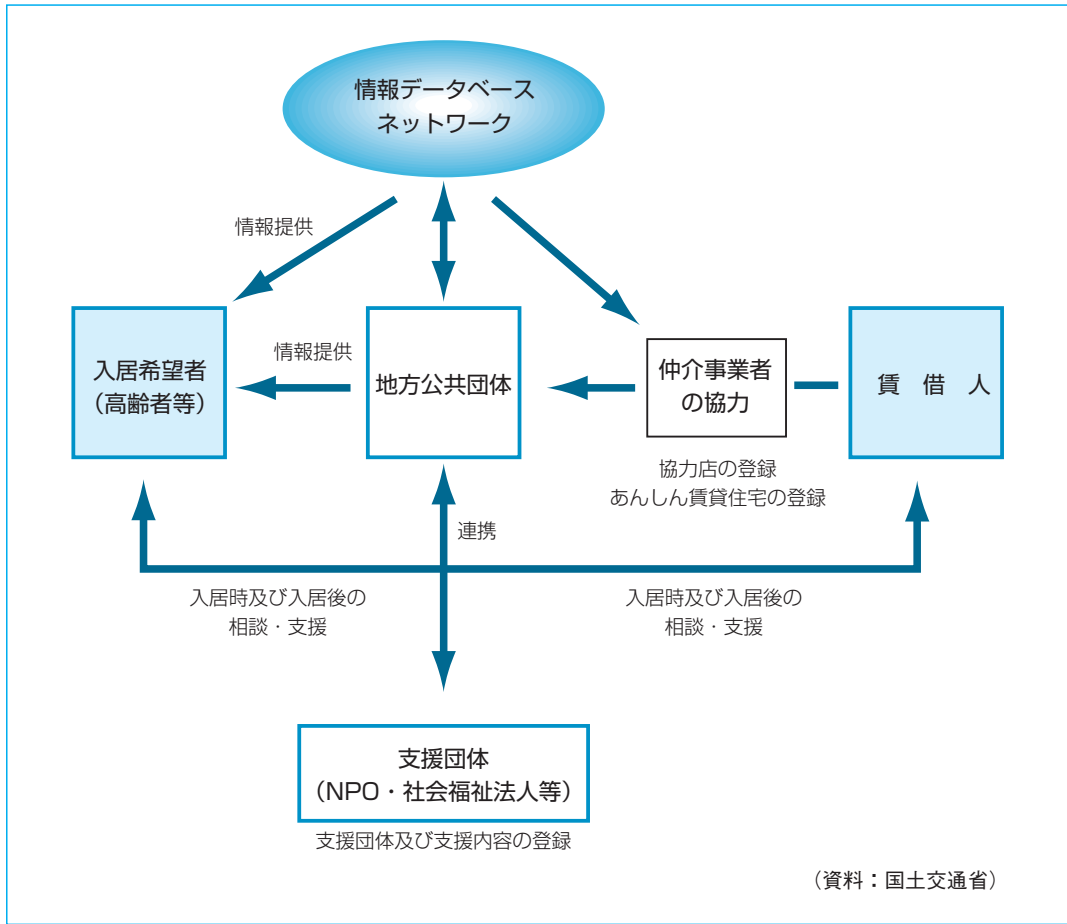 情報データベース
ネットワーク
情報提供
入居希望者
（高齢者等）
情報提供
地方公共団体
仲介事業者
の協力
賃　借　人
協力店の登録
あんしん賃貸住宅の登録
連携
入居時及び入居後の
相談・支援
入居時及び入居後の
相談・支援
支援団体
（NPO・社会福祉法人等）
支援団体及び支援内容の登録
（資料：国土交通省）